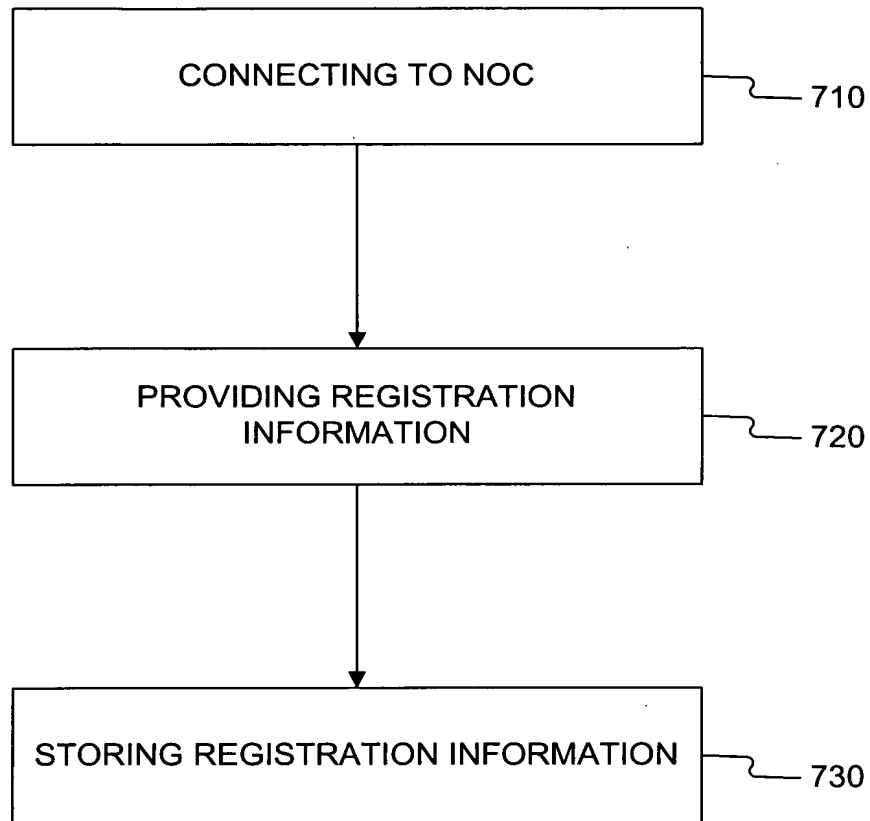 CONNECTING TO NOC
710
PROVIDING REGISTRATION
INFORMATION
720
STORING REGISTRATION INFORMATION
730